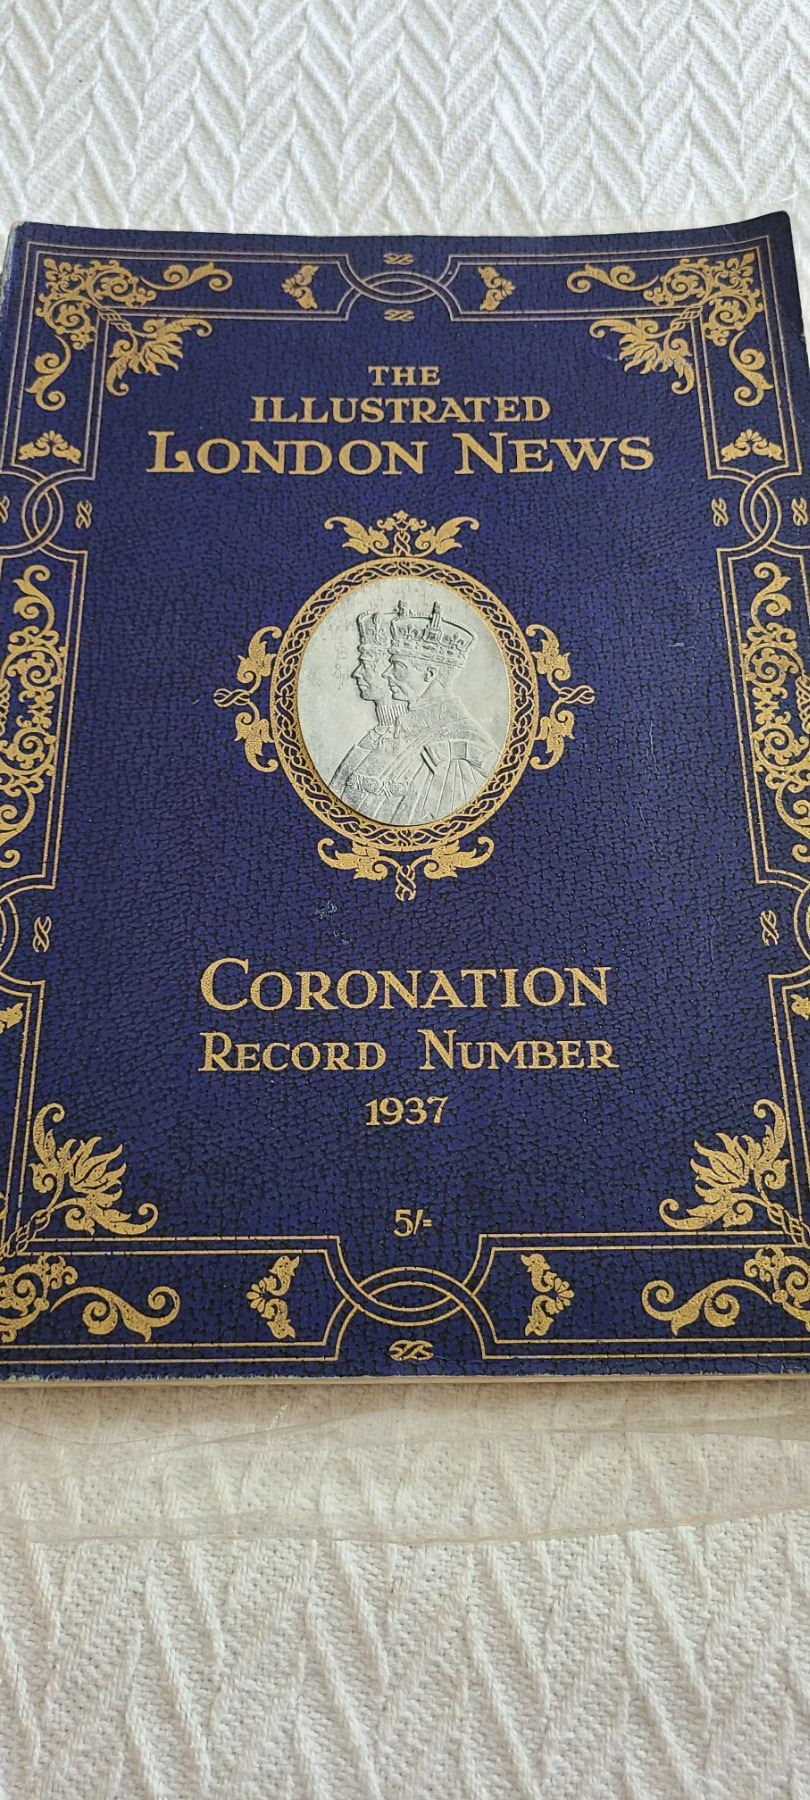 THE
ILLUSTRATED
LONDON NEWS
CORONATION
RECORD NUMBER
1937
5/=